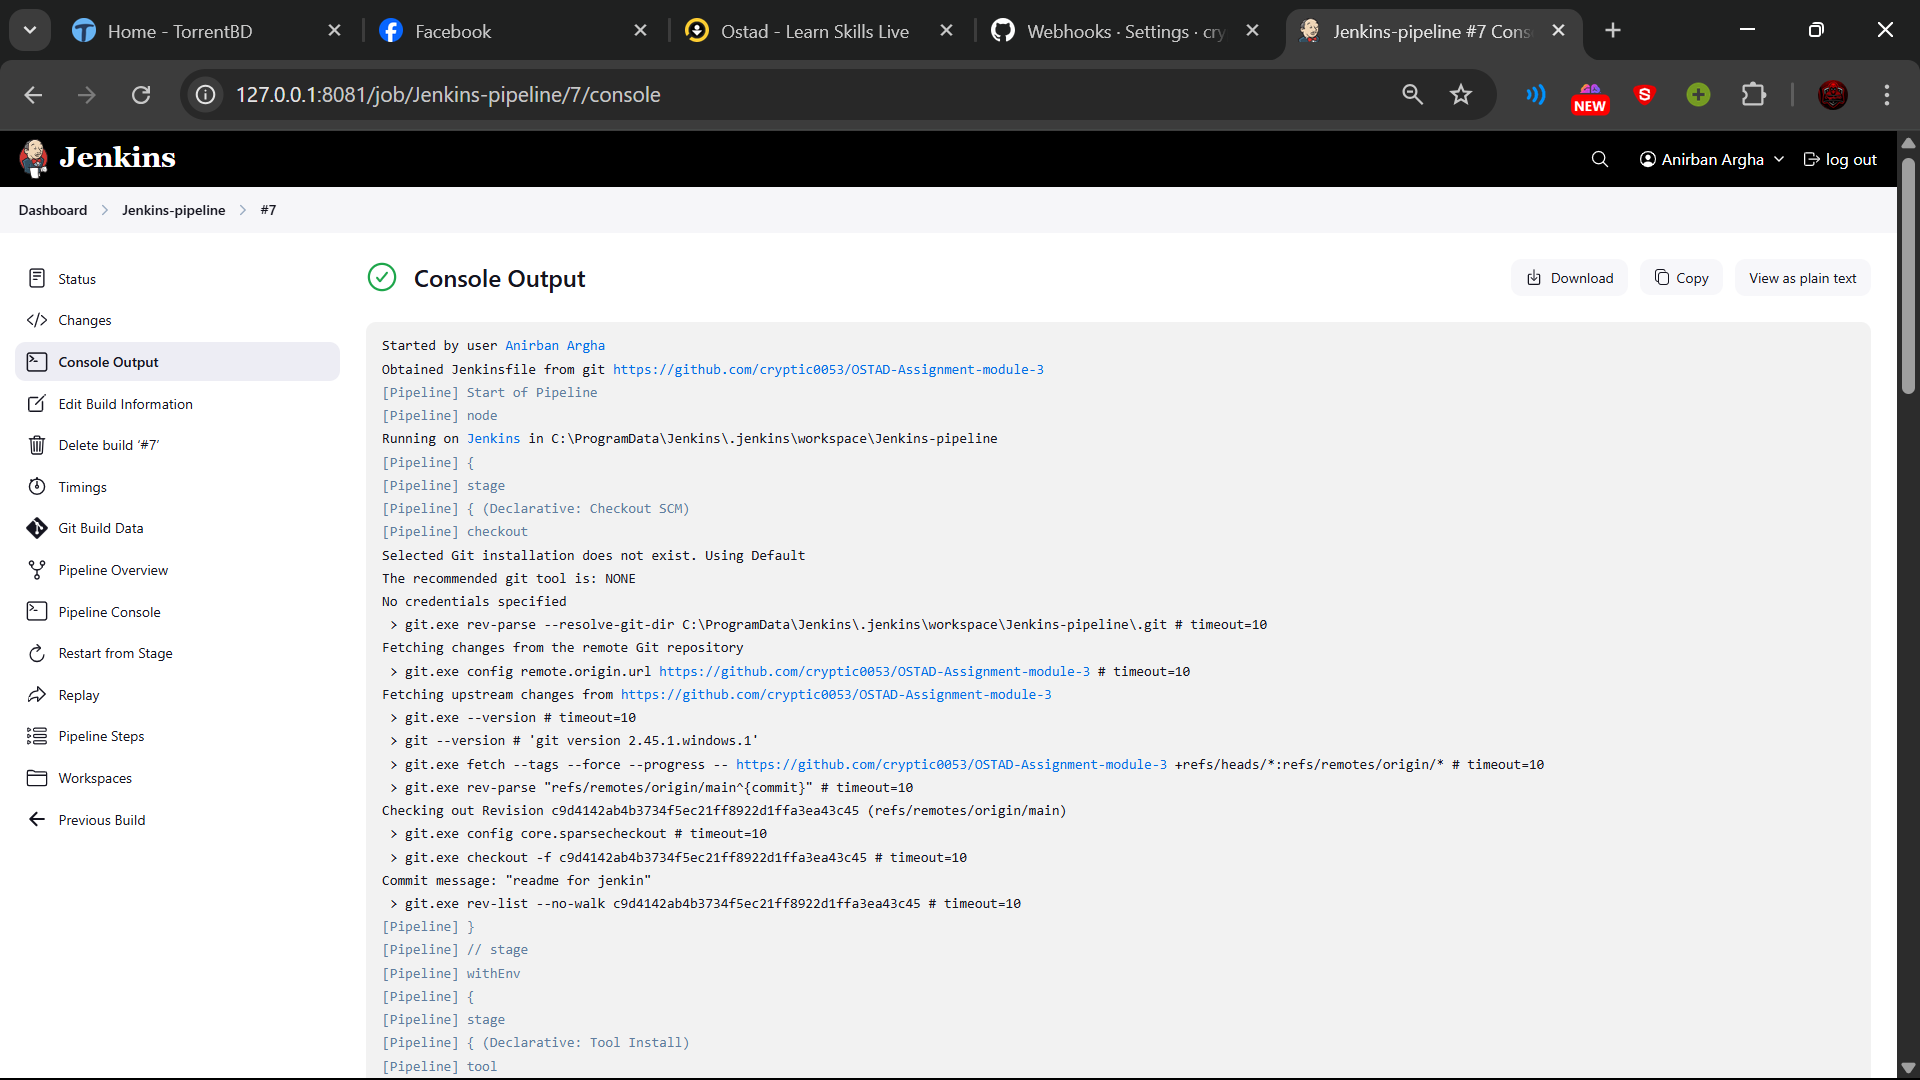 Home - TorrentBD
Facebook
Ostad - Learn Skills Live
Webhooks · Settings · cry
Jenkins-pipeline #7 Cons
127.0.0.1:8081/job/Jenkins-pipeline/7/console
NEW
S
Jenkins
Anirban Argha
log out
Dashboard
Jenkins-pipeline
#7
Status
Changes
Console Output
Edit Build Information
Delete build ‘#7’
Timings
Git Build Data
Pipeline Overview
Pipeline Console
Restart from Stage
Replay
Pipeline Steps
Workspaces
Previous Build
Console Output
Download
Copy
View as plain text
Started by user Anirban Argha
Obtained Jenkinsfile from git https://github.com/cryptic0053/OSTAD-Assignment-module-3
[Pipeline] Start of Pipeline
[Pipeline] node
Running on Jenkins in C:\ProgramData\Jenkins\.jenkins\workspace\Jenkins-pipeline
[Pipeline] {
[Pipeline] stage
[Pipeline] { (Declarative: Checkout SCM)
[Pipeline] checkout
Selected Git installation does not exist. Using Default
The recommended git tool is: NONE
No credentials specified
> git.exe rev-parse --resolve-git-dir C:\ProgramData\Jenkins\.jenkins\workspace\Jenkins-pipeline\.git # timeout=10
Fetching changes from the remote Git repository
> git.exe config remote.origin.url https://github.com/cryptic0053/OSTAD-Assignment-module-3 # timeout=10
Fetching upstream changes from https://github.com/cryptic0053/OSTAD-Assignment-module-3
> git.exe --version # timeout=10
> git --version # 'git version 2.45.1.windows.1'
> git.exe fetch --tags --force --progress -- https://github.com/cryptic0053/OSTAD-Assignment-module-3 +refs/heads/*:refs/remotes/origin/* # timeout=10
> git.exe rev-parse "refs/remotes/origin/main^{commit}" # timeout=10
Checking out Revision c9d4142ab4b3734f5ec21ff8922d1ffa3ea43c45 (refs/remotes/origin/main)
> git.exe config core.sparsecheckout # timeout=10
> git.exe checkout -f c9d4142ab4b3734f5ec21ff8922d1ffa3ea43c45 # timeout=10
Commit message: "readme for jenkin"
> git.exe rev-list --no-walk c9d4142ab4b3734f5ec21ff8922d1ffa3ea43c45 # timeout=10
[Pipeline] }
[Pipeline] // stage
[Pipeline] withEnv
[Pipeline] {
[Pipeline] stage
[Pipeline] { (Declarative: Tool Install)
[Pipeline] tool